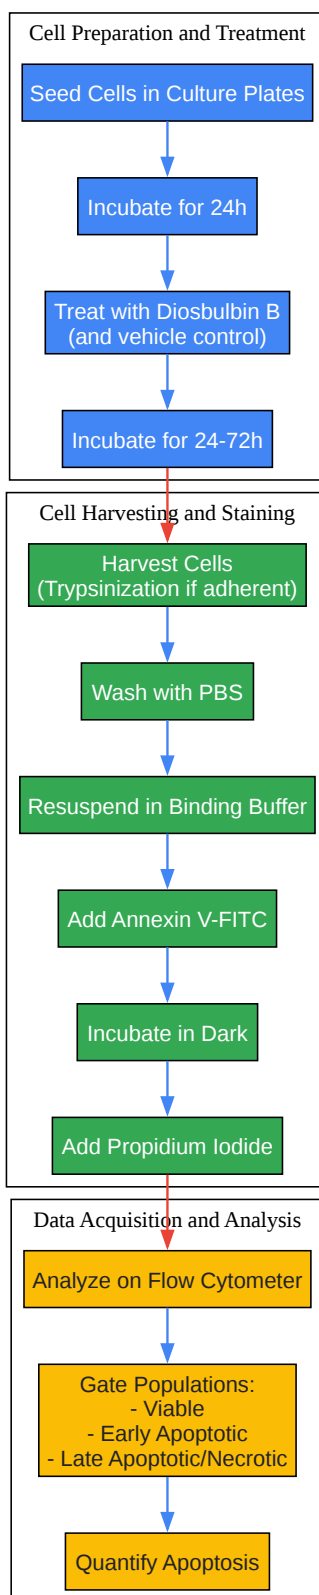 Cell Preparation and Treatment
Seed Cells in Culture Plates
Incubate for 24h
Treat with Diosbulbin B
(and vehicle control)
Incubate for 24-72h
Cell Harvesting and Staining
Harvest Cells
(Trypsinization if adherent)
Wash with PBS
Resuspend in Binding Buffer
Add Annexin V-FITC
Incubate in Dark
Add Propidium Iodide
Data Acquisition and Analysis
Analyze on Flow Cytometer
Gate Populations:
- Viable
- Early Apoptotic
- Late Apoptotic/Necrotic
Quantify Apoptosis